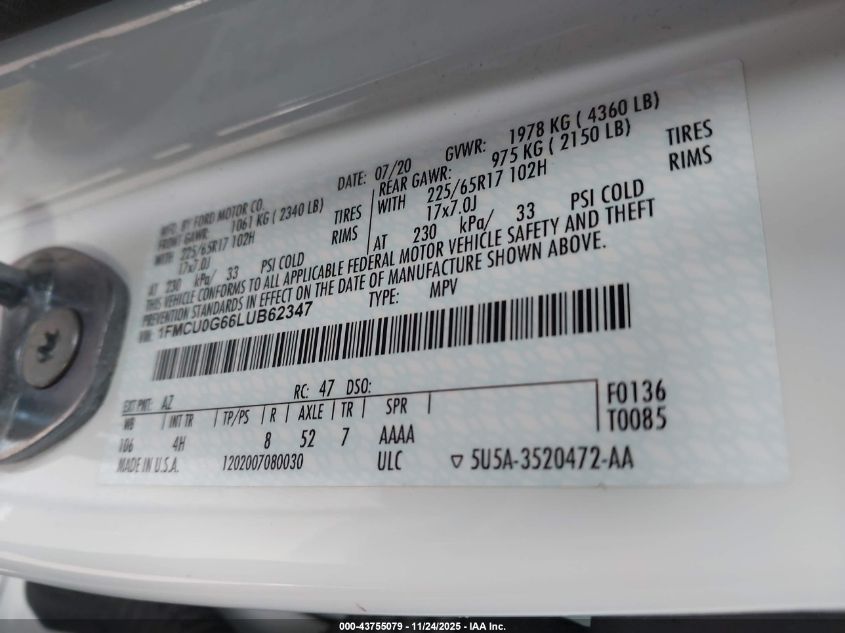 MFD. BY FORD MOTOR CO.
DATE: 07/20
GVWR: 1978 KG ( 4360 LB)
FRONT GAWR: 1061 KG ( 2340 LB)
REAR GAWR: 975 KG ( 2150 LB)
WITH 225/65R17 102H TIRES
WITH 225/65R17 102H TIRES
17x7.0J RIMS
17x7.0J RIMS
AT 230 kPa/ 33 PSI COLD
AT 230 kPa/ 33 PSI COLD
THIS VEHICLE CONFORMS TO ALL APPLICABLE FEDERAL MOTOR VEHICLE SAFETY AND THEFT
PREVENTION STANDARDS IN EFFECT ON THE DATE OF MANUFACTURE SHOWN ABOVE.
VIN: 1FMCU0G66LUB62347
TYPE: MPV
EXT PNT: AZ RC: 47 DSO:
WB | INT TR | TP/PS | R | AXLE | TR | SPR |
106 4H 8 52 7 AAAA
F0136
T0085
MADE IN U.S.A. 1202007080030 ULC ▽ 5U5A-3520472-AA
000-43755079 - 11/24/2025 - IAA Inc.